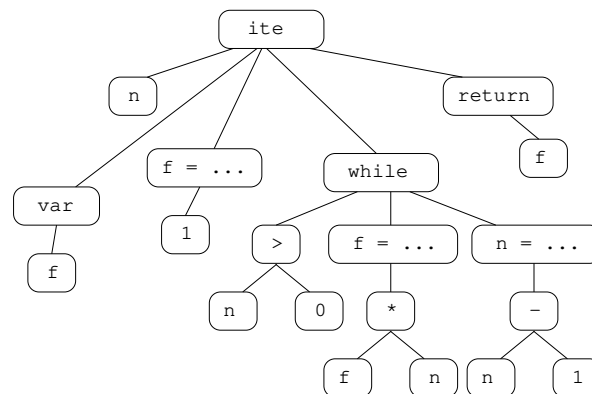 ite
n
return
f = ...
f
while
var
1
>
f = ...
n = ...
f
n
0
*
-
f
n
n
1